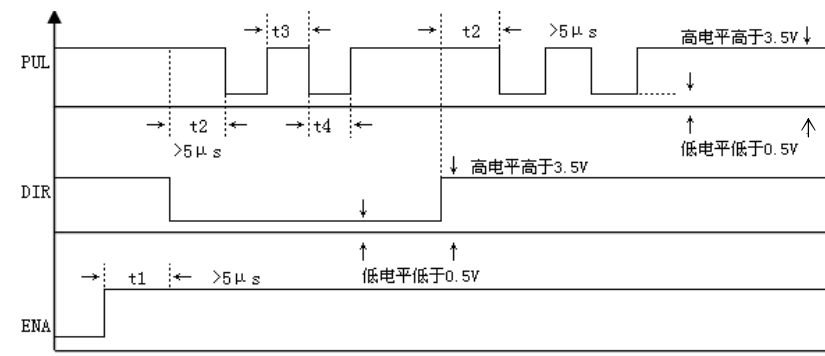 t3
t2
>5μs
高电平高于3.5V
PUL
t2
t4
>5μs
低电平低于0.5V
高电平高于3.5V
DIR
t1
>5μs
低电平低于0.5V
ENA